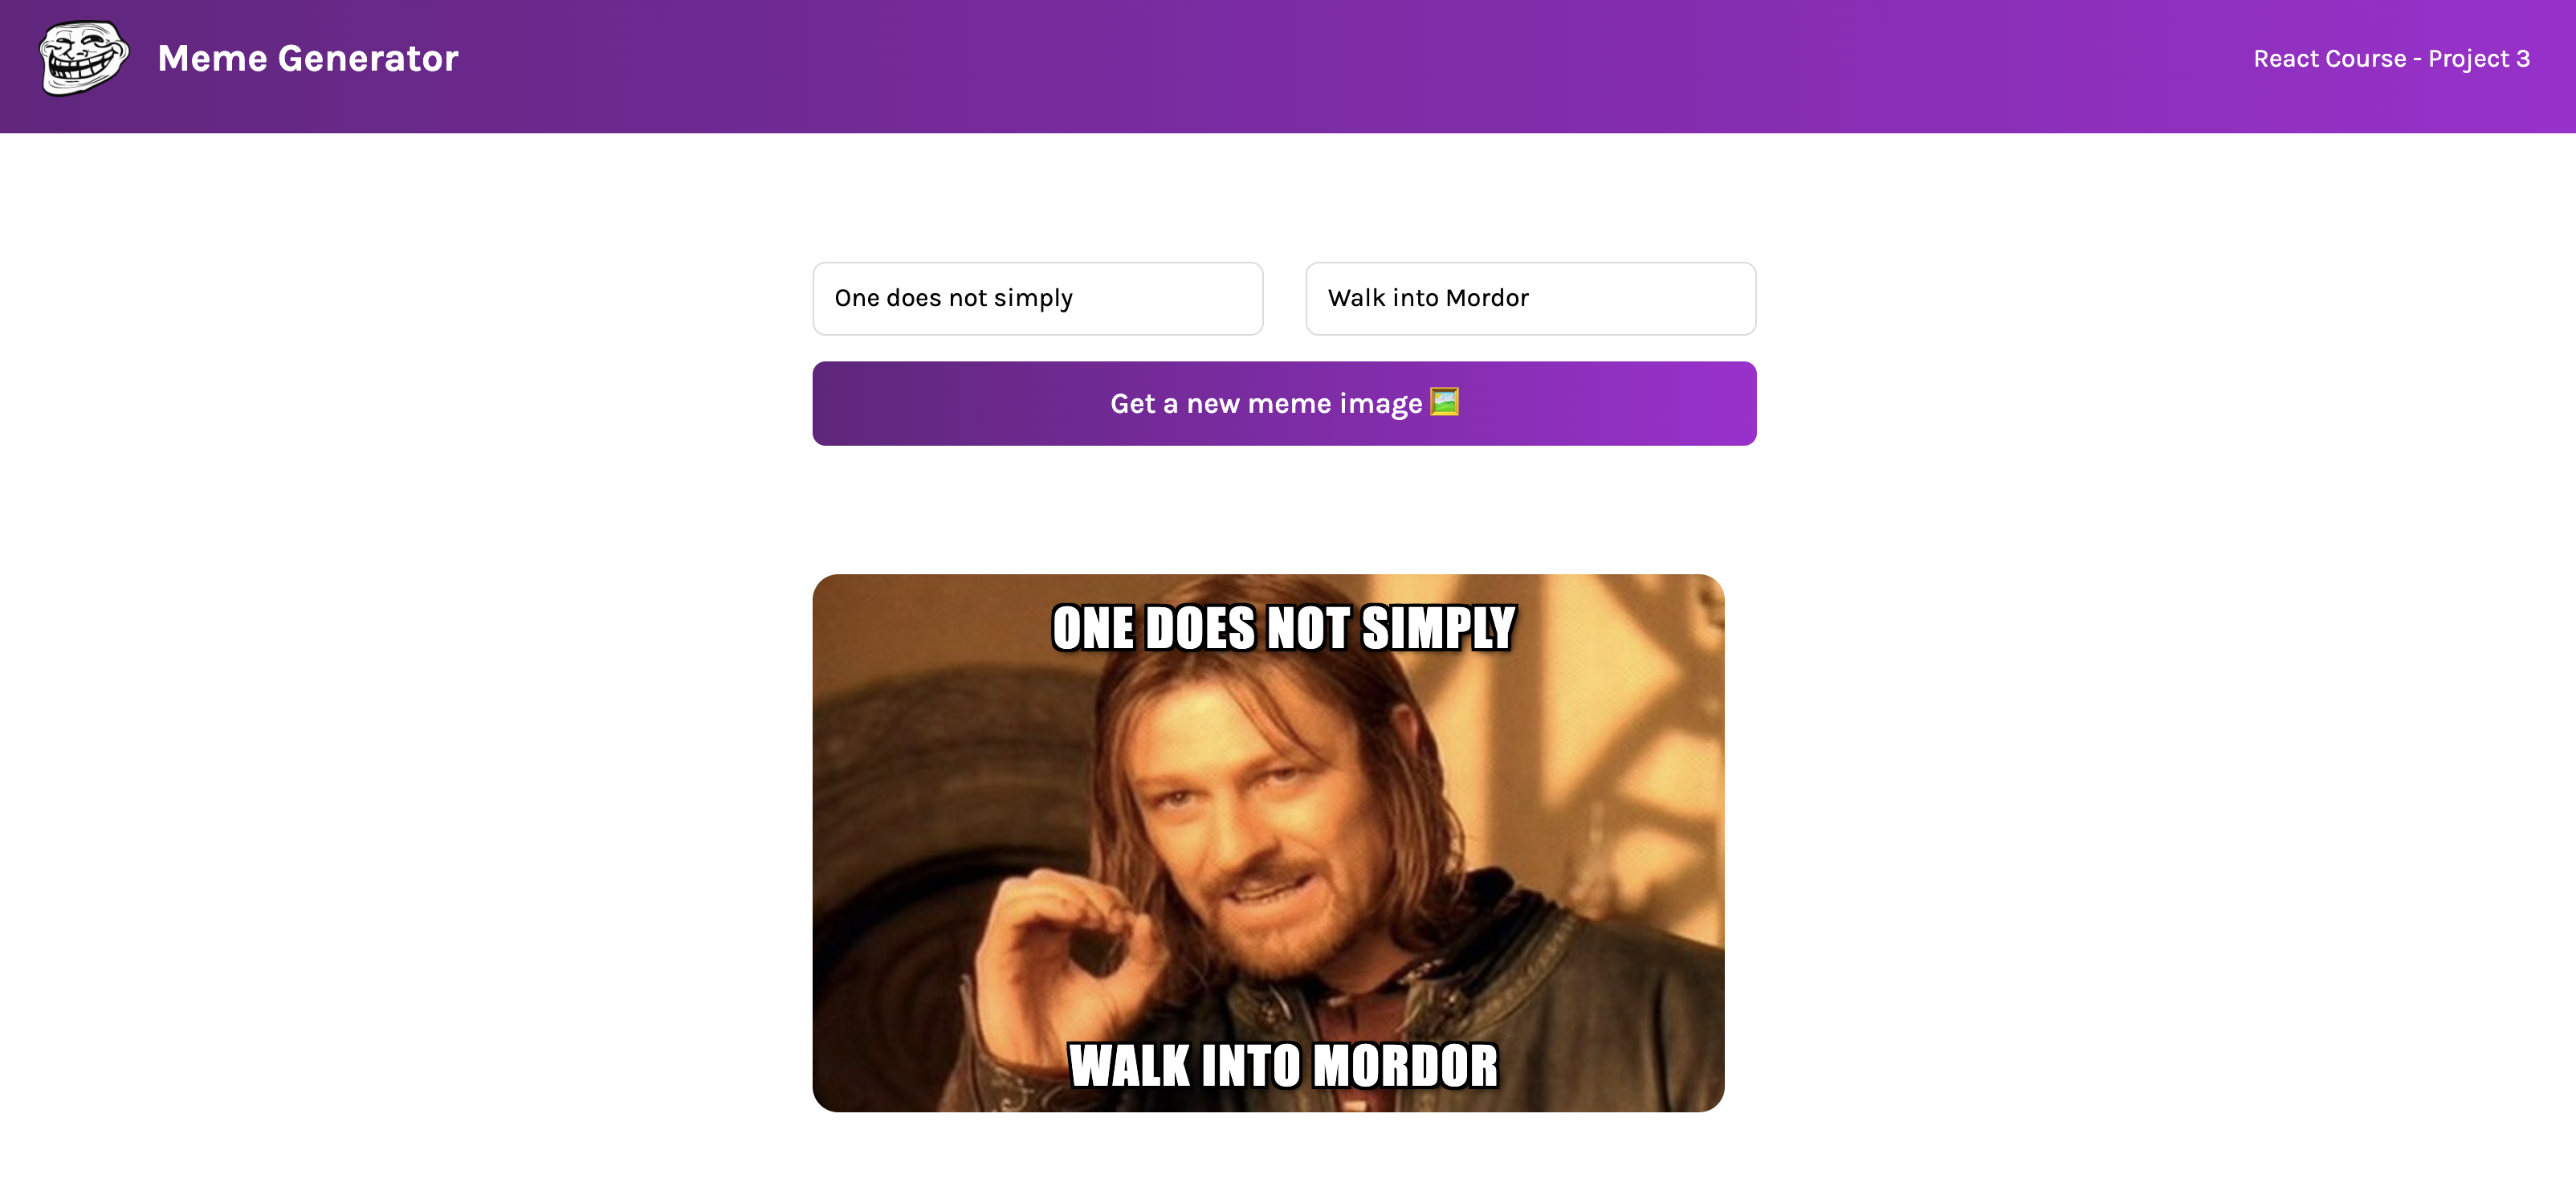 Meme Generator
React Course - Project 3
One does not simply
Walk into Mordor
Get a new meme image 🖼️
ONE DOES NOT SIMPLY
WALK INTO MORDOR